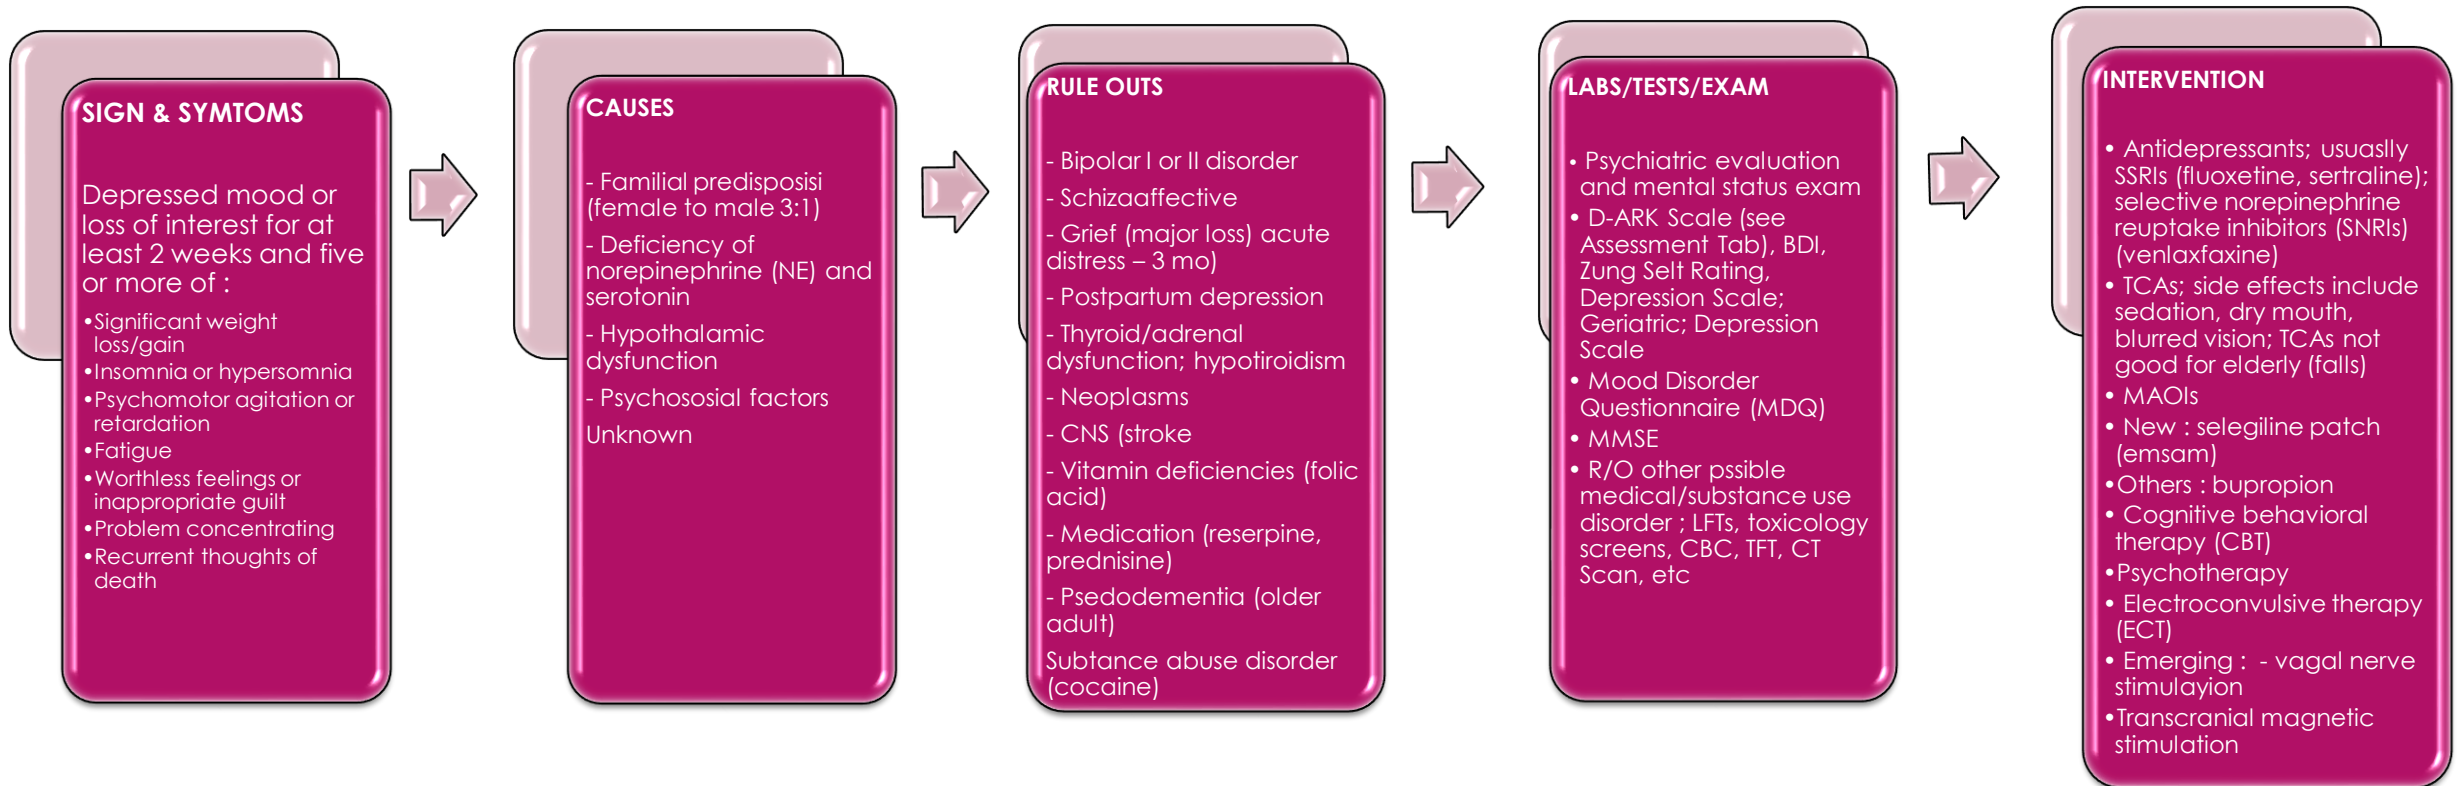 SIGN & SYMTOMS
Depressed mood or
loss of interest for at
least 2 weeks and five
or more of :
•Significant weight
loss/gain
•Insomnia or hypersomnia
•Psychomotor agitation or
retardation
•Fatigue
•Worthless feelings or
inappropriate guilt
•Problem concentrating
•Recurrent thoughts of
death
CAUSES
- Familial predisposisi
(female to male 3:1)
- Deficiency of
norepinephrine (NE) and
serotonin
- Hypothalamic
dysfunction
- Psychososial factors
Unknown
RULE OUTS
- Bipolar I or II disorder
- Schizaaffective
- Grief (major loss) acute
distress – 3 mo)
- Postpartum depression
- Thyroid/adrenal
dysfunction; hypotiroidism
- Neoplasms
- CNS (stroke
- Vitamin deficiencies (folic
acid)
- Medication (reserpine,
prednisine)
- Psedodementia (older
adult)
Subtance abuse disorder
(cocaine)
LABS/TESTS/EXAM
• Psychiatric evaluation
and mental status exam
• D-ARK Scale (see
Assessment Tab), BDI,
Zung Selt Rating,
Depression Scale;
Geriatric; Depression
Scale
• Mood Disorder
Questionnaire (MDQ)
• MMSE
• R/O other pssible
medical/substance use
disorder ; LFTs, toxicology
screens, CBC, TFT, CT
Scan, etc
INTERVENTION
• Antidepressants; usuaslly
SSRIs (fluoxetine, sertraline);
selective norepinephrine
reuptake inhibitors (SNRIs)
(venlaxfaxine)
• TCAs; side effects include
sedation, dry mouth,
blurred vision; TCAs not
good for elderly (falls)
• MAOIs
• New : selegiline patch
(emsam)
•Others : bupropion
• Cognitive behavioral
therapy (CBT)
•Psychotherapy
• Electroconvulsive therapy
(ECT)
• Emerging : - vagal nerve
stimulayion
•Transcranial magnetic
stimulation